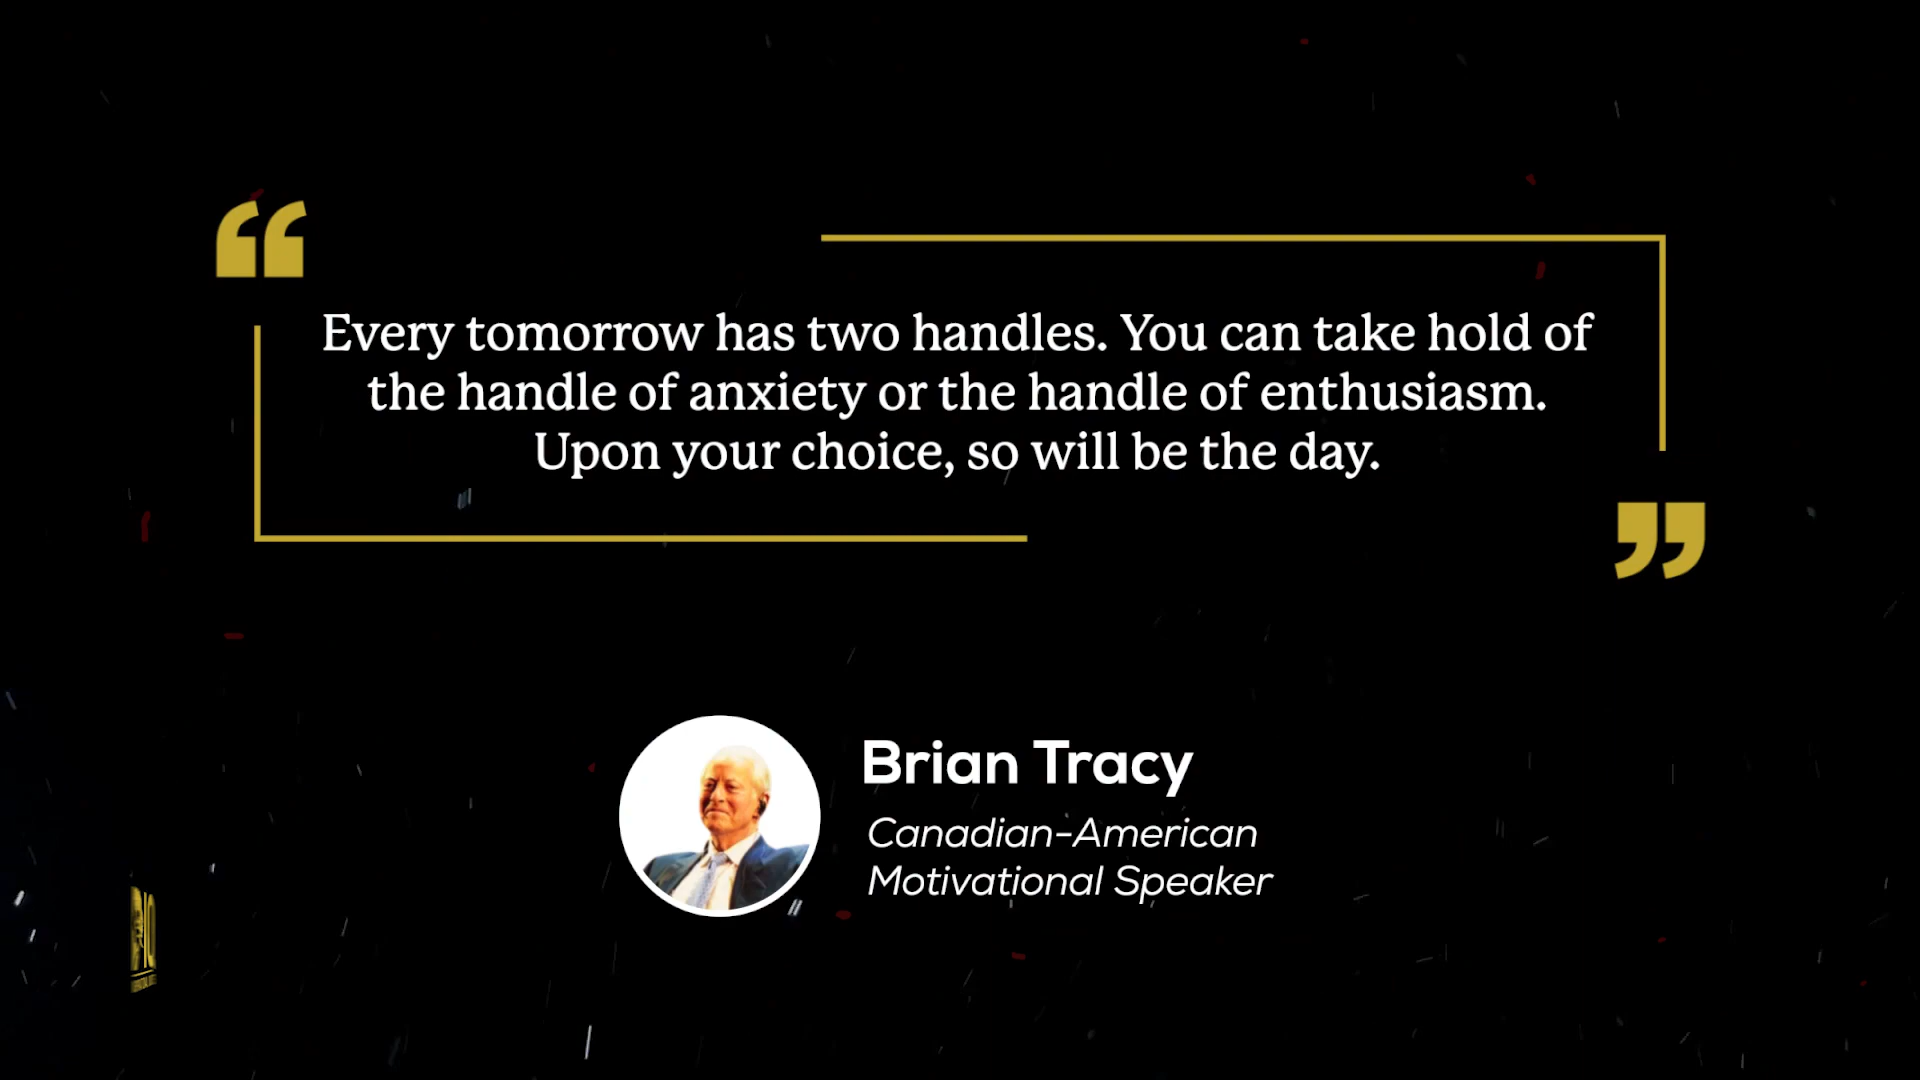 “
Every tomorrow has two handles. You can take hold of
the handle of anxiety or the handle of enthusiasm.
Upon your choice, so will be the day.
”
Brian Tracy
Canadian-American
Motivational Speaker